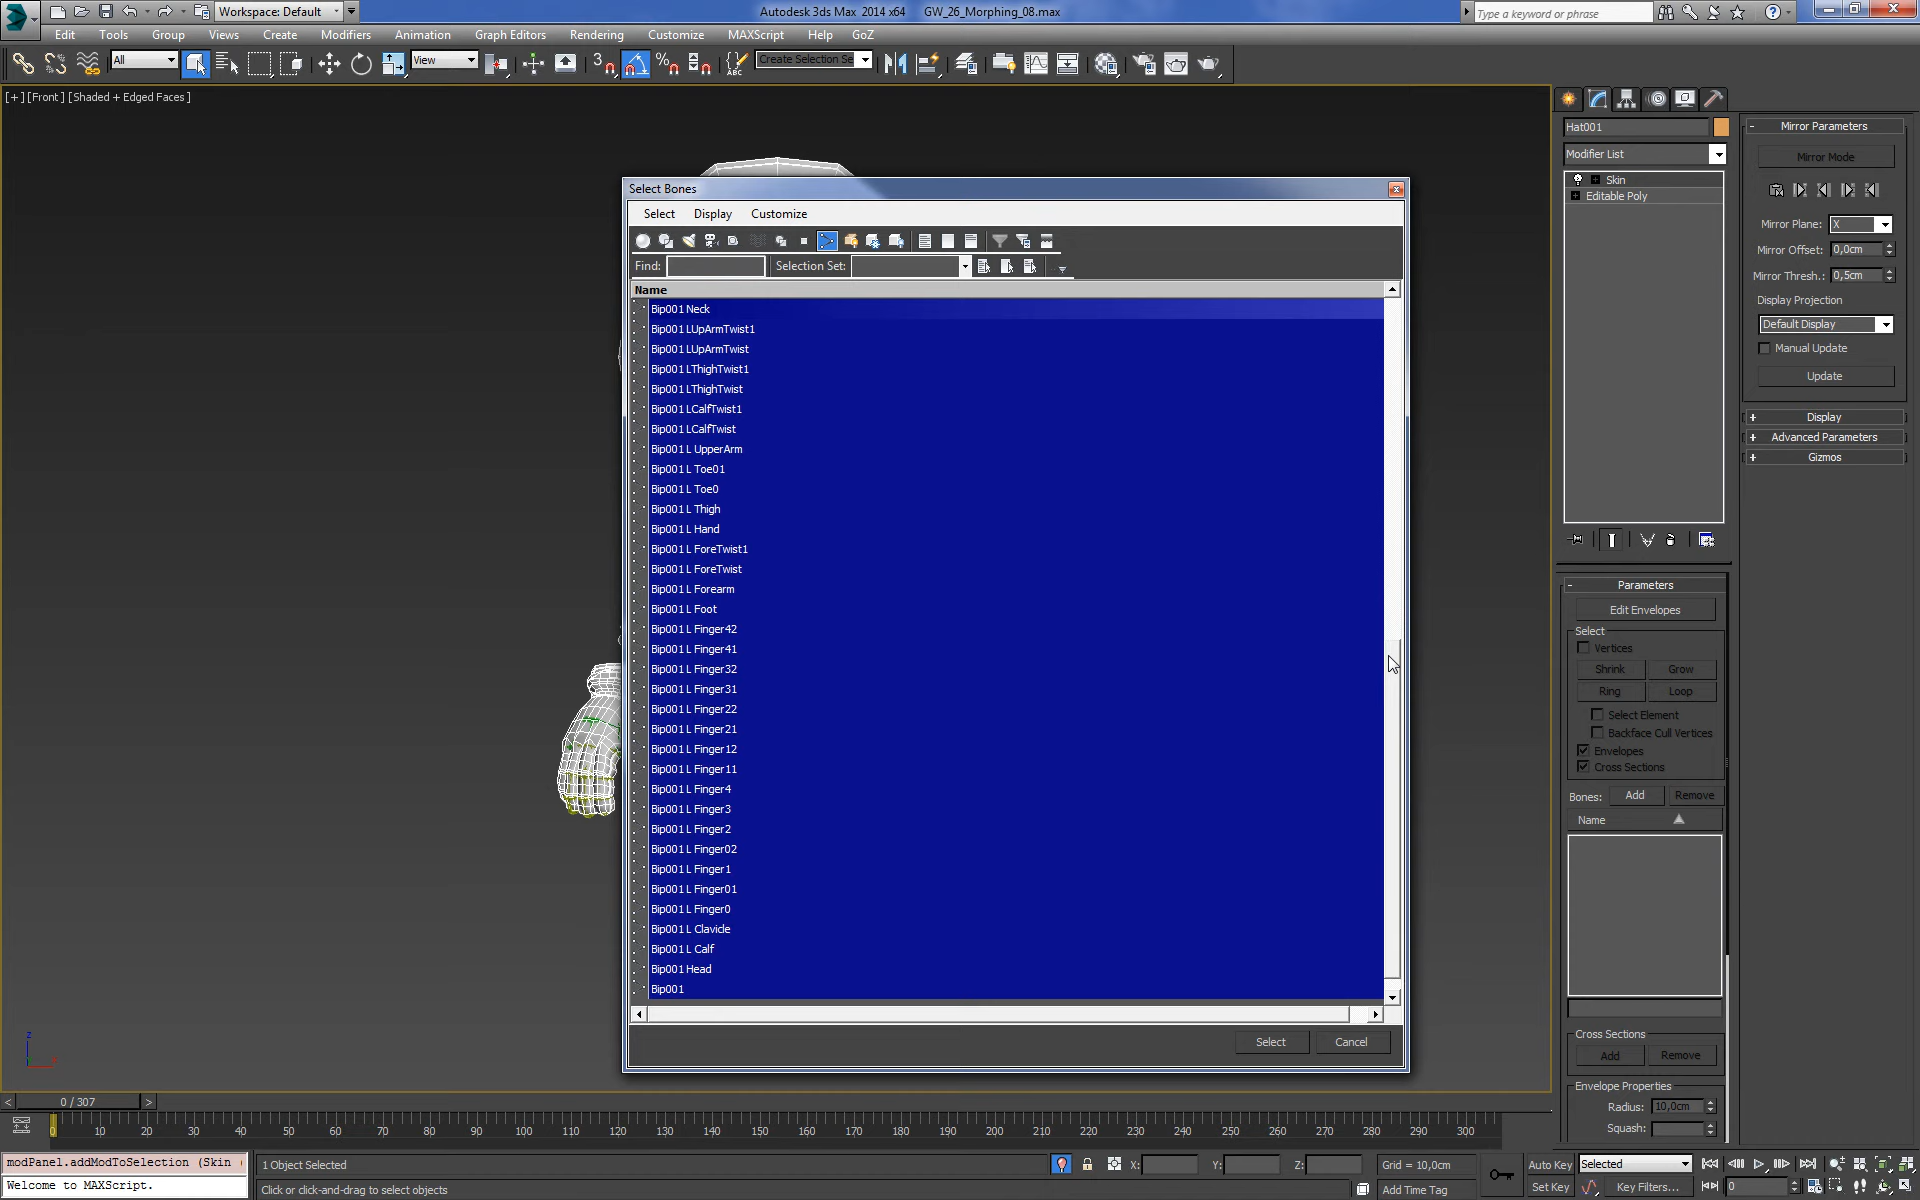 Workspace: Default
Autodesk 3ds Max  2014 x64    GW_26_Morphing_08.max
Type a keyword or phrase
Edit Tools Group Views Create Modifiers Animation Graph Editors Rendering Customize MAXScript Help GoZ
All
View
Create Selection Se
[+] [Front] [Shaded + Edged Faces]
Hat001
Modifier List
Skin
Editable Poly
Mirror Parameters
Mirror Mode
Mirror Plane: X
Mirror Offset: 0,0cm
Mirror Thresh.: 0,5cm
Display Projection
Default Display
Manual Update
Update
Display
Advanced Parameters
Gizmos
Select Bones
Select Display Customize
Find: Selection Set:
Name
Bip001 Neck
Bip001 LUpArmTwist1
Bip001 LUpArmTwist
Bip001 LThighTwist1
Bip001 LThighTwist
Bip001 LCalfTwist1
Bip001 LCalfTwist
Bip001 L UpperArm
Bip001 L Toe01
Bip001 L Toe0
Bip001 L Thigh
Bip001 L Hand
Bip001 L ForeTwist1
Bip001 L ForeTwist
Bip001 L Forearm
Bip001 L Foot
Bip001 L Finger42
Bip001 L Finger41
Bip001 L Finger32
Bip001 L Finger31
Bip001 L Finger22
Bip001 L Finger21
Bip001 L Finger12
Bip001 L Finger11
Bip001 L Finger4
Bip001 L Finger3
Bip001 L Finger2
Bip001 L Finger02
Bip001 L Finger1
Bip001 L Finger01
Bip001 L Finger0
Bip001 L Clavicle
Bip001 L Calf
Bip001 Head
Bip001
Select Cancel
Parameters
Edit Envelopes
Select
Vertices
Shrink Grow
Ring Loop
Select Element
Backface Cull Vertices
Envelopes
Cross Sections
Bones: Add Remove
Name
Cross Sections
Add Remove
Envelope Properties
Radius: 10,0cm
Squash:
z
< 0 / 307 >
0 10 20 30 40 50 60 70 80 90 100 110 120 130 140 150 160 170 180 190 200 210 220 230 240 250 260 270 280 290 300
modPanel.addModToSelection (Skin (
Welcome to MAXScript.
1 Object Selected
Click or click-and-drag to select objects
X: Y: Z: Grid = 10,0cm
Add Time Tag
Auto Key Selected
Set Key Key Filters... 0